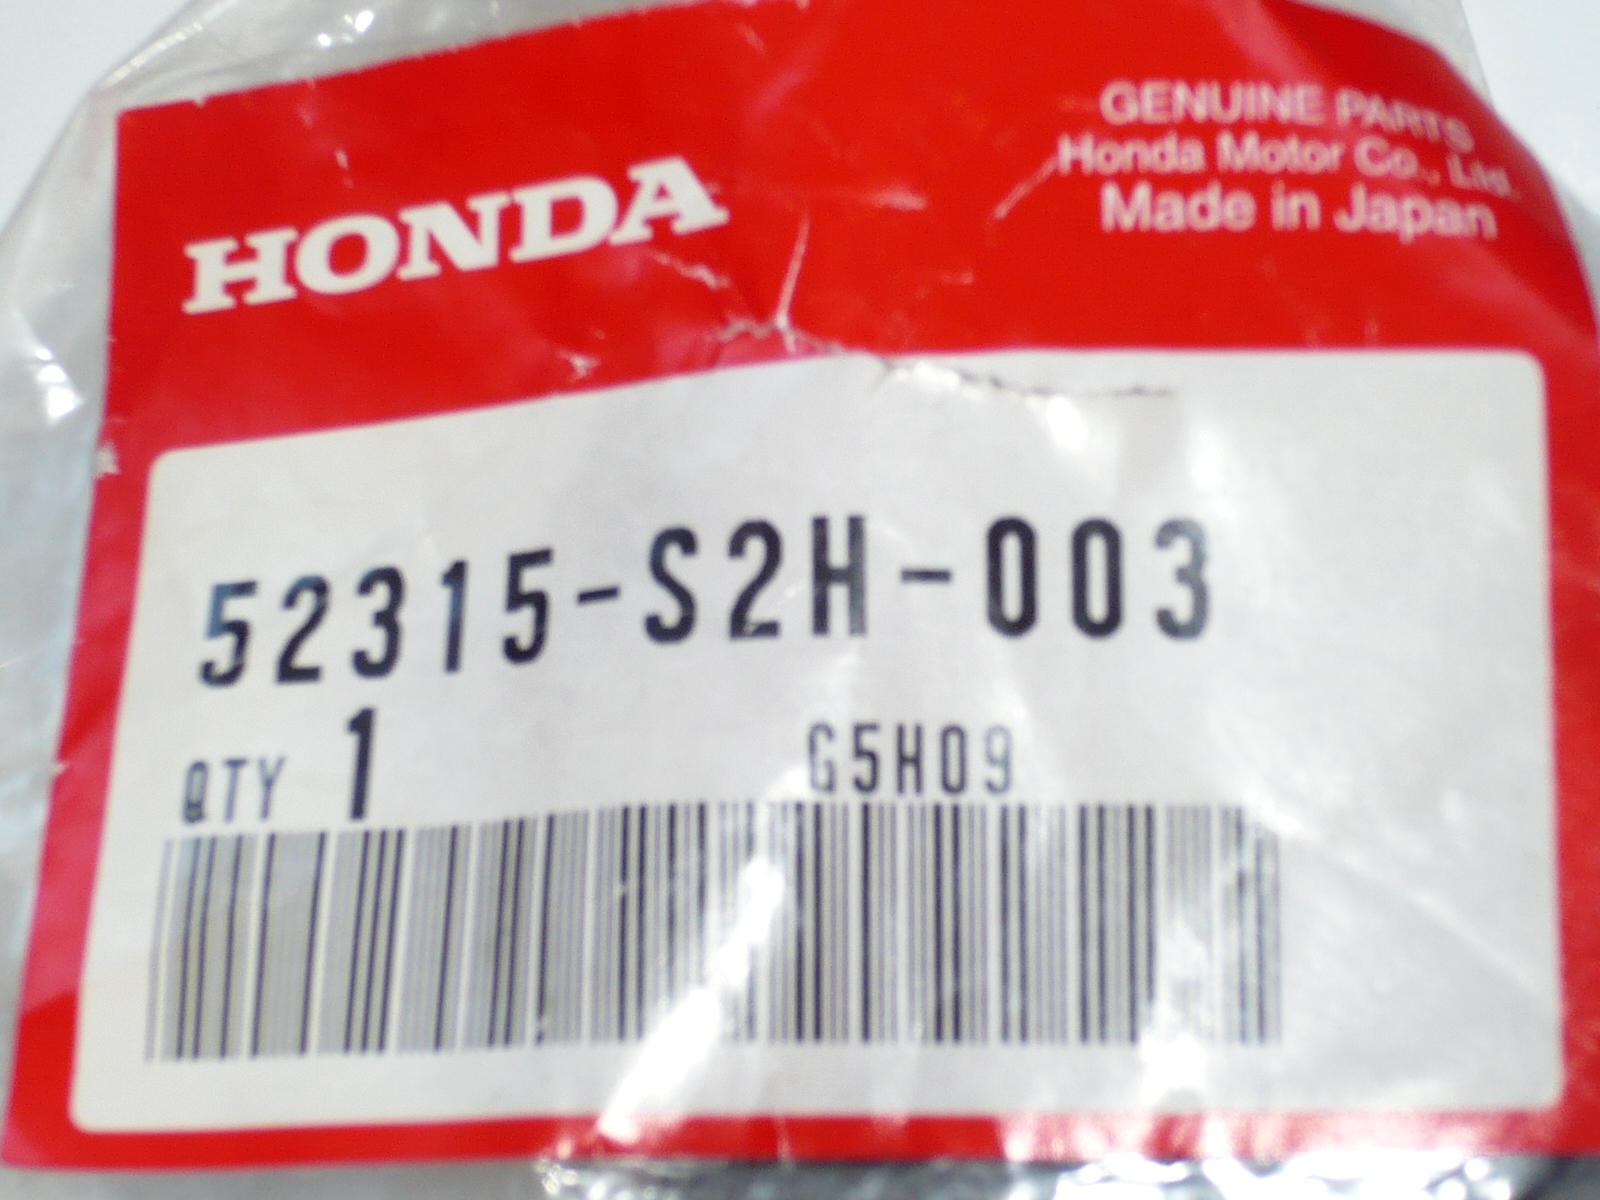 HONDA
GENUINE PARTS
Honda Motor Co., Ltd.
Made in Japan
52315-S2H-003
QTY 1
G5H09